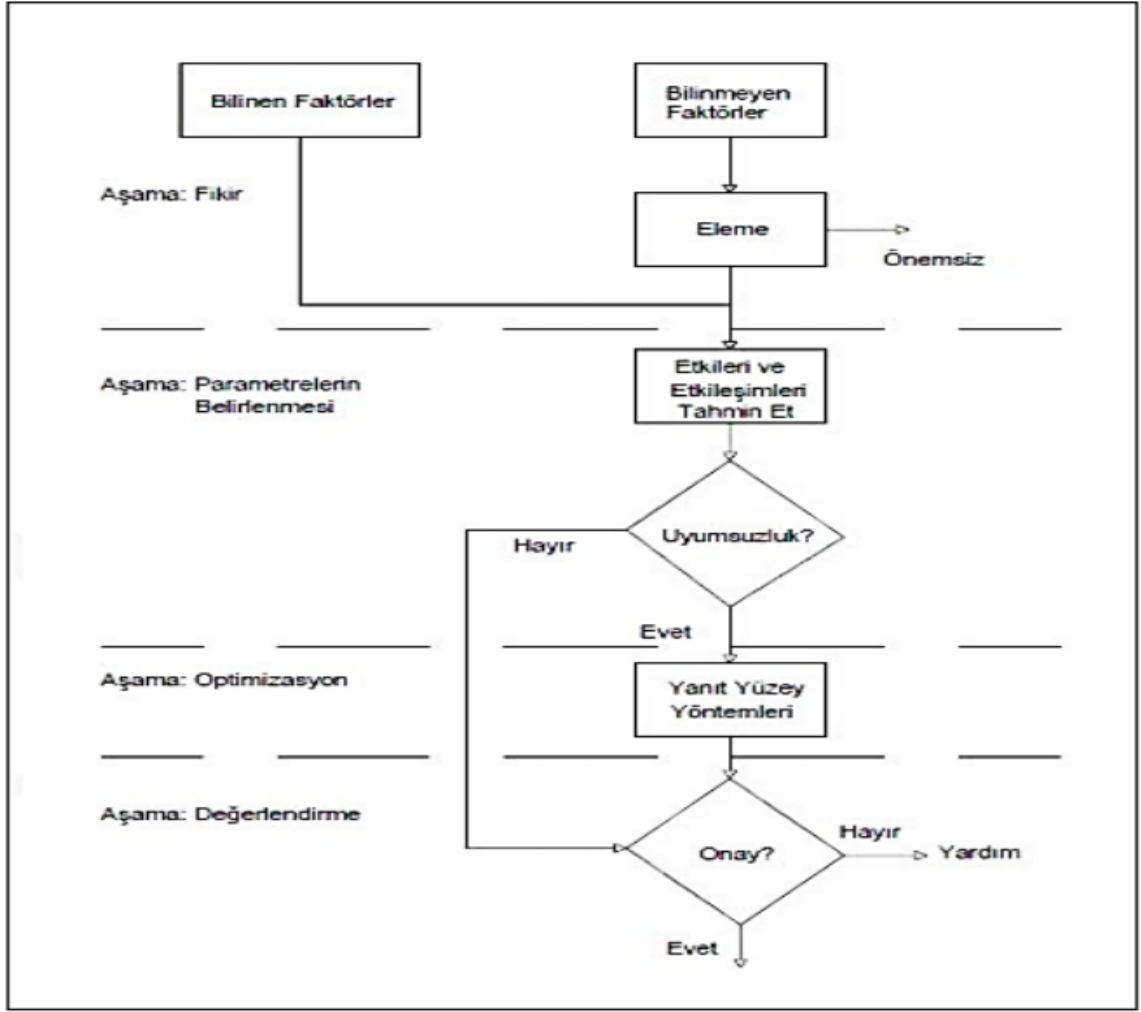 Bilinen Faktörler
Bilinmeyen
Faktörler
Aşama: Fikir
Eleme
Önemsiz
Aşama: Parametrelerin
Belirlenmesi
Etkileri ve
Etkileşimleri
Tahmin Et
Uyumsuzluk?
Hayır
Evet
Aşama: Optimizasyon
Yanıt Yüzey
Yöntemleri
Aşama: Değerlendirme
Onay?
Hayır
Yardım
Evet